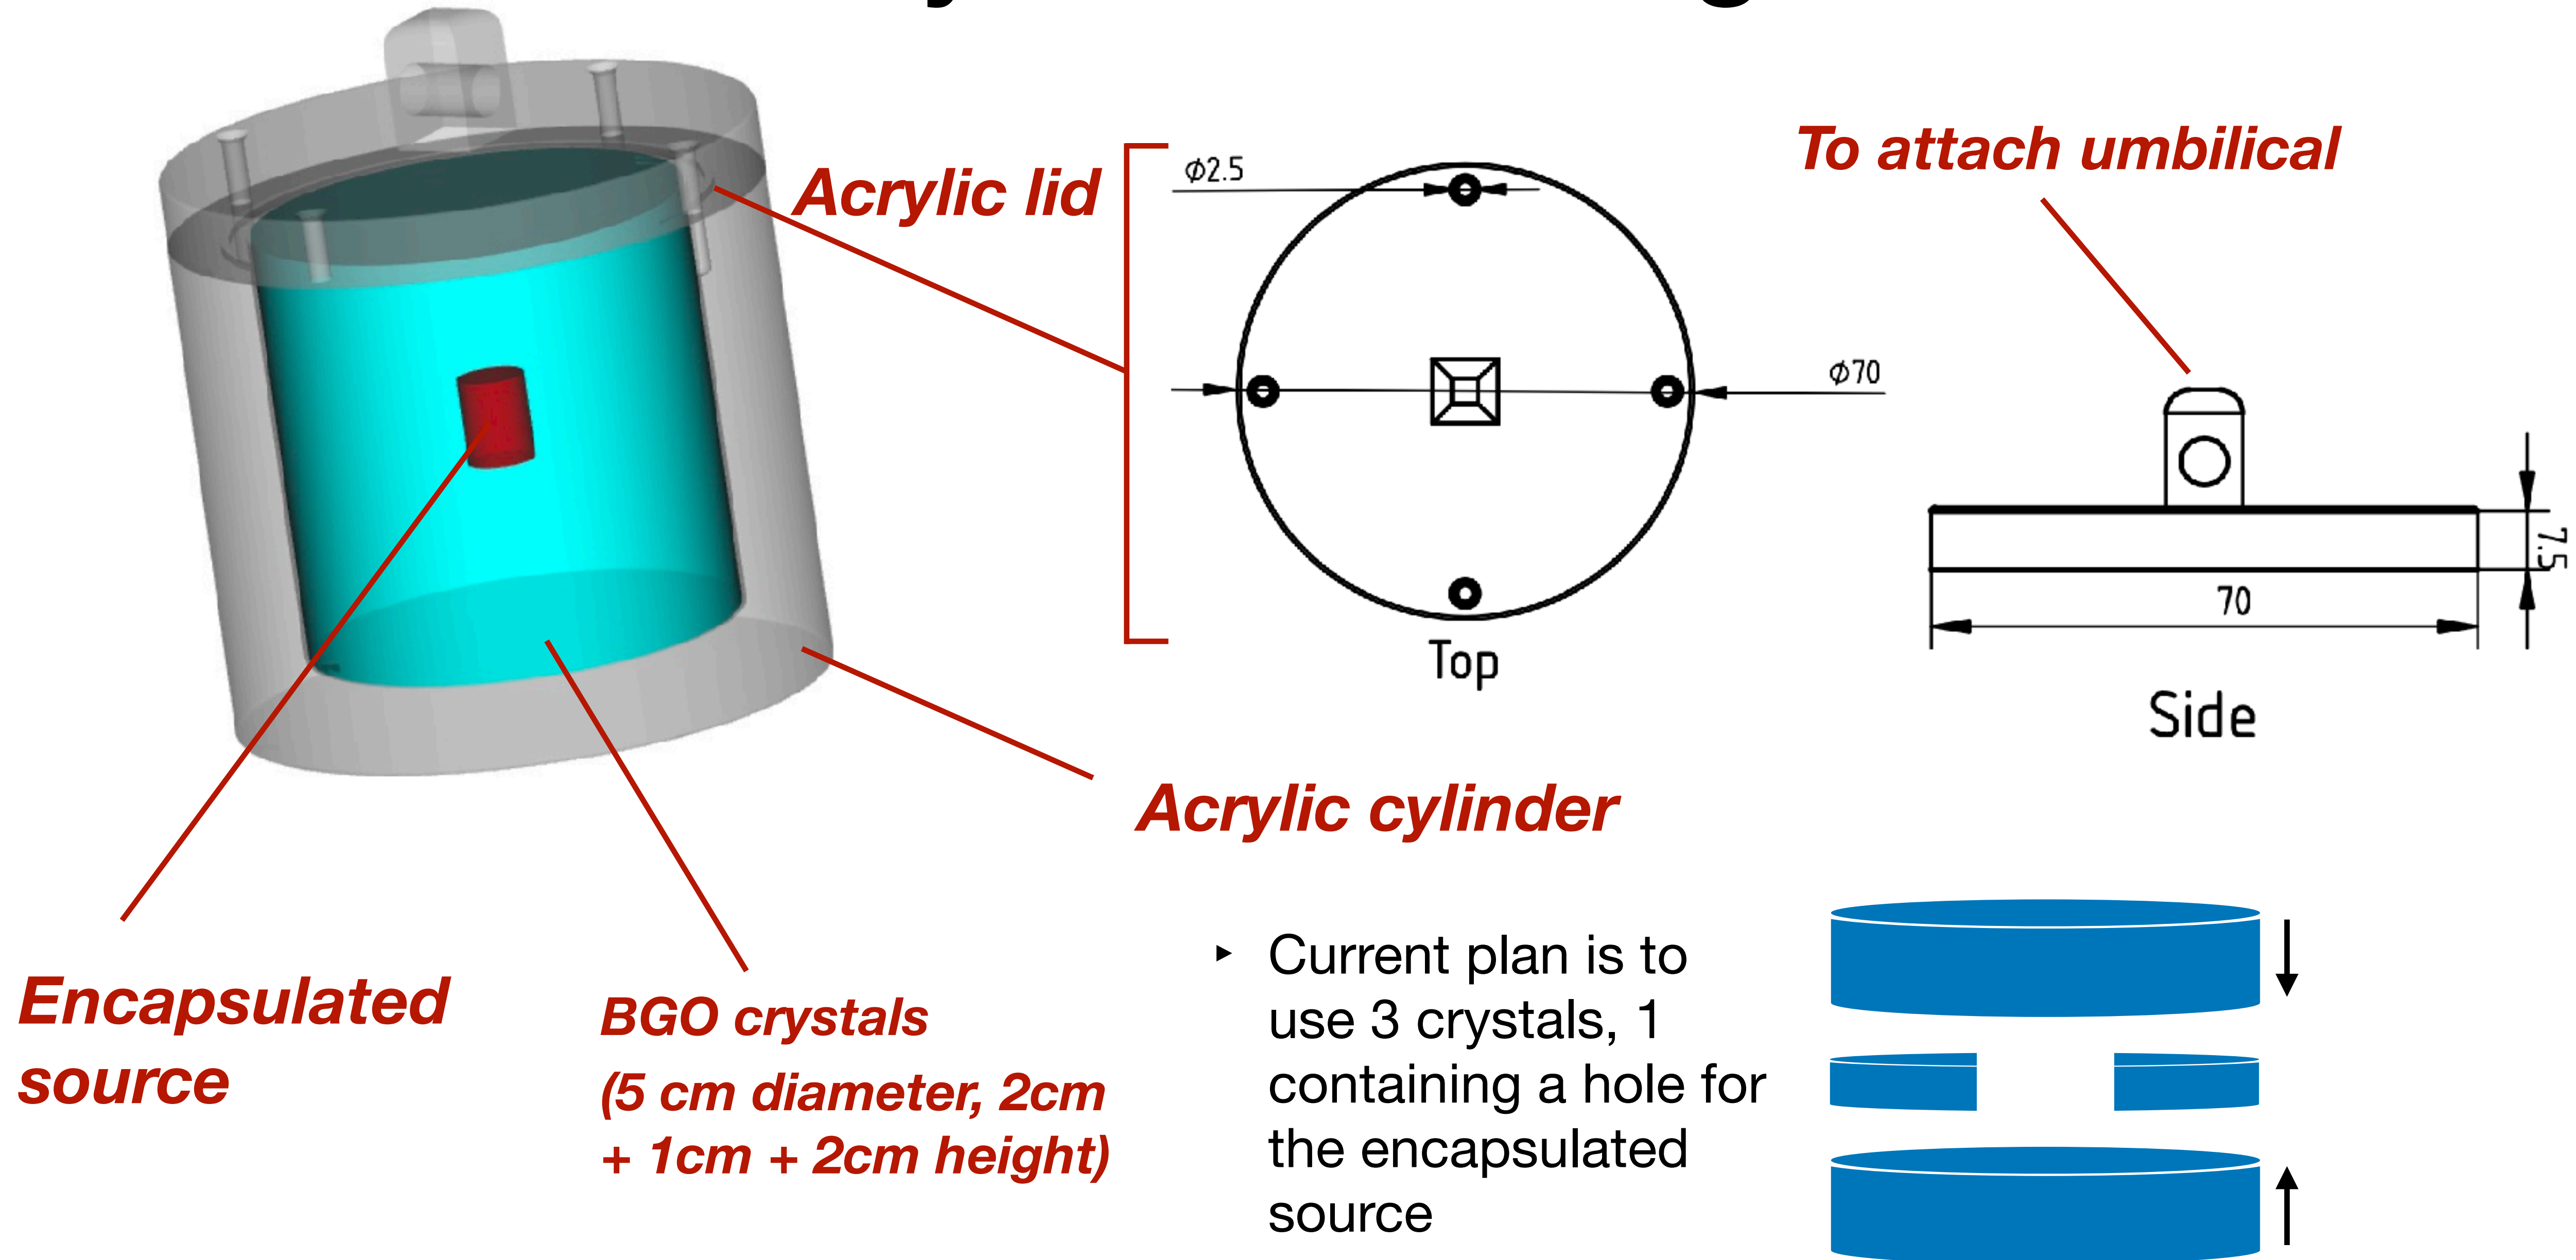 Acrylic lid
To attach umbilical
Φ2.5
Φ70
Top
7.5
70
Side
Acrylic cylinder
Encapsulated
source
BGO crystals
(5 cm diameter, 2cm
+ 1cm + 2cm height)
‣ Current plan is to
use 3 crystals, 1
containing a hole for
the encapsulated
source